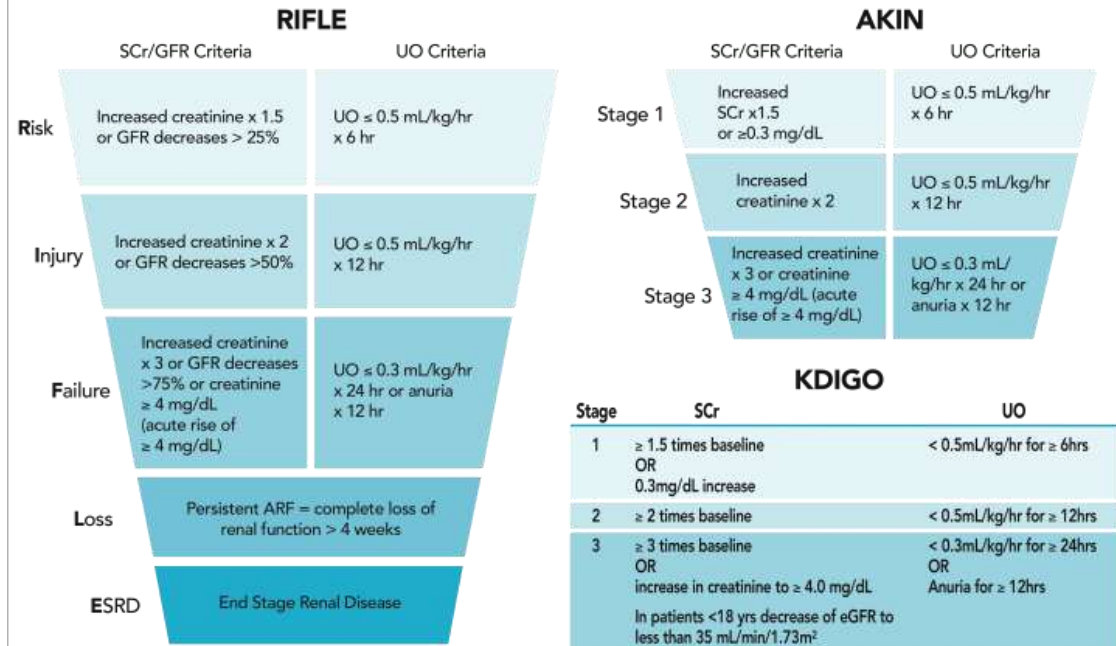 RIFLE
SCr/GFR Criteria
UO Criteria
Risk
Increased creatinine x 1.5
or GFR decreases > 25%
UO ≤ 0.5 mL/kg/hr
x 6 hr
Injury
Increased creatinine x 2
or GFR decreases >50%
UO ≤ 0.5 mL/kg/hr
x 12 hr
Failure
Increased creatinine
x 3 or GFR decreases
>75% or creatinine
≥ 4 mg/dL
(acute rise of
≥ 4 mg/dL)
UO ≤ 0.3 mL/kg/hr
x 24 hr or anuria
x 12 hr
Loss
Persistent ARF = complete loss of
renal function > 4 weeks
ESRD
End Stage Renal Disease
AKIN
SCr/GFR Criteria
UO Criteria
Stage 1
Increased
SCr x1.5
or ≥0.3 mg/dL
UO ≤ 0.5 mL/kg/hr
x 6 hr
Stage 2
Increased
creatinine x 2
UO ≤ 0.5 mL/kg/hr
x 12 hr
Stage 3
Increased creatinine
x 3 or creatinine
≥ 4 mg/dL (acute
rise of ≥ 4 mg/dL)
UO ≤ 0.3 mL/
kg/hr x 24 hr or
anuria x 12 hr
KDIGO
Stage
SCr
UO
1
≥ 1.5 times baseline
OR
0.3mg/dL increase
< 0.5mL/kg/hr for ≥ 6hrs
2
≥ 2 times baseline
< 0.5mL/kg/hr for ≥ 12hrs
3
≥ 3 times baseline
OR
increase in creatinine to ≥ 4.0 mg/dL
In patients <18 yrs decrease of eGFR to
less than 35 mL/min/1.73m²
< 0.3mL/kg/hr for ≥ 24hrs
OR
Anuria for ≥ 12hrs